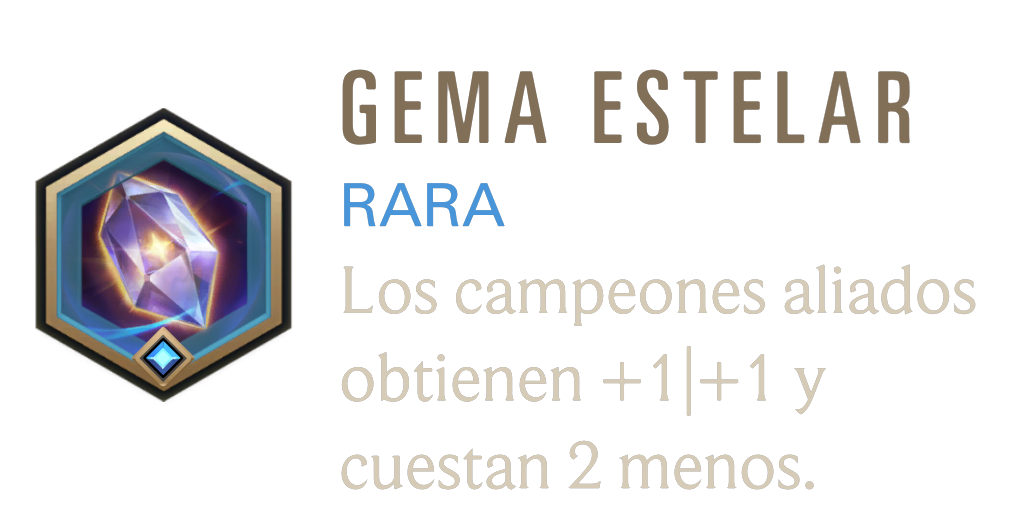 GEMA ESTELAR
RARA
Los campeones aliados
obtienen +1|+1 y
cuestan 2 menos.